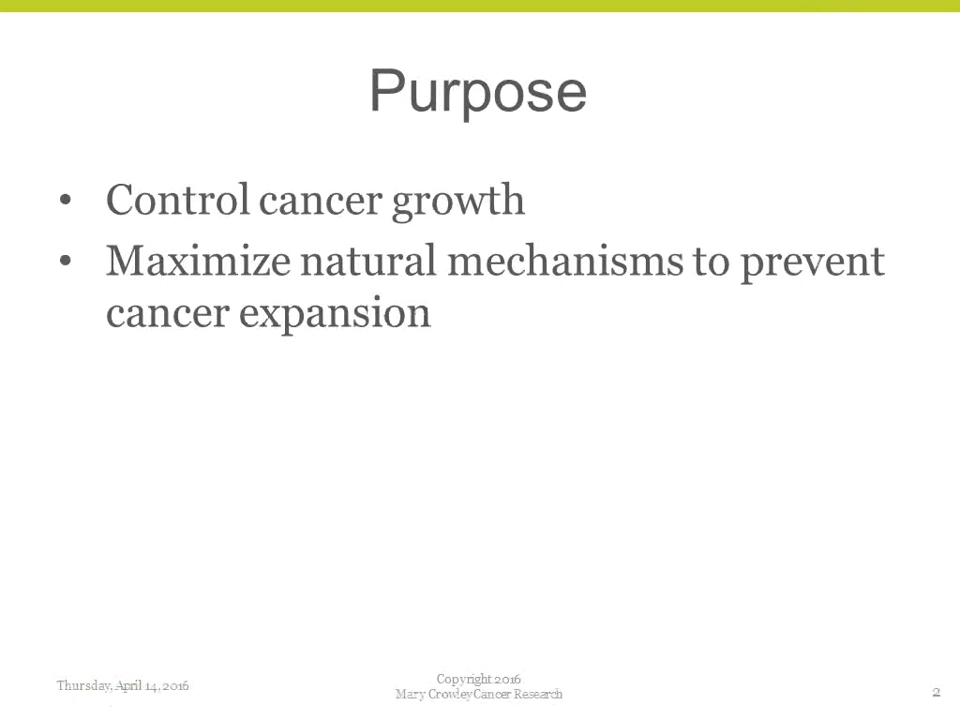 Purpose
• Control cancer growth
• Maximize natural mechanisms to prevent
cancer expansion
Thursday, April 14, 2016
Copyright 2016
Mary Crowley Cancer Research
2